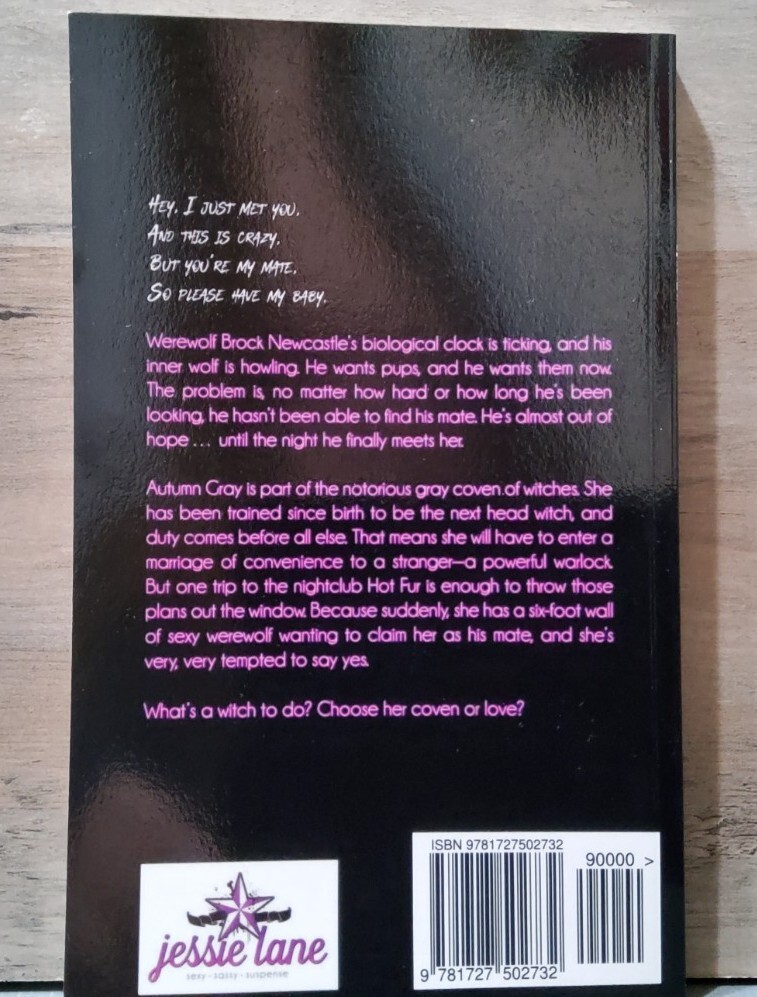 Hey, I just met you,
And this is crazy,
But you're my mate,
So please have my baby.
Werewolf Brock Newcastle's biological clock is ticking, and his
inner wolf is howling. He wants pups, and he wants them now.
The problem is, no matter how hard or how long he's been
looking, he hasn't been able to find his mate. He's almost out of
hope ... until the night he finally meets her.
Autumn Gray is part of the notorious gray coven of witches. She
has been trained since birth to be the next head witch, and
duty comes before all else. That means she will have to enter a
marriage of convenience to a stranger—a powerful warlock.
But one trip to the nightclub Hot Fur is enough to throw those
plans out the window. Because suddenly, she has a six-foot wall
of sexy werewolf wanting to claim her as his mate, and she's
very, very tempted to say yes.
What's a witch to do? Choose her coven or love?
jessie lane
sexy - sassy - suspense
ISBN 9781727502732
90000 >
9 781727 502732